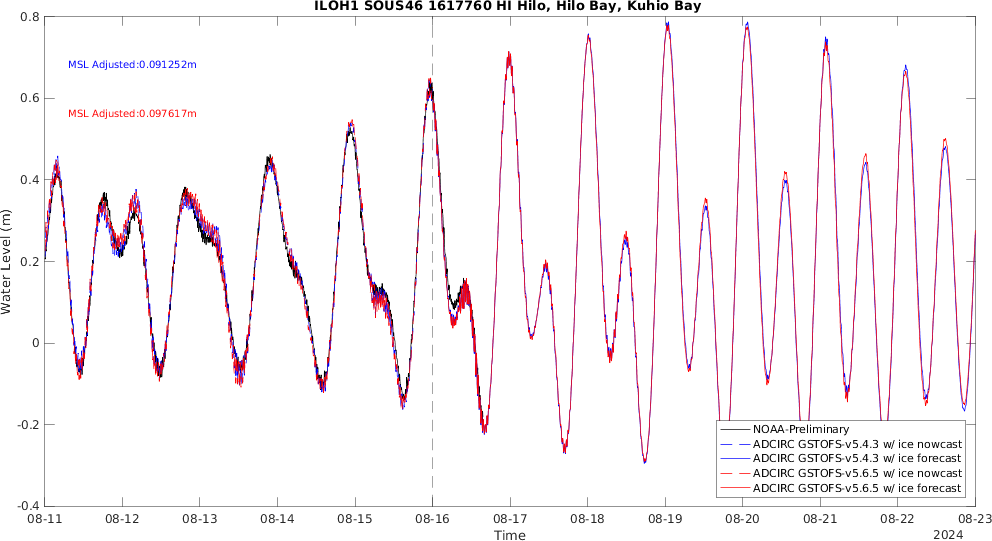 ILOH1 SOUS46 1617760 HI Hilo, Hilo Bay, Kuhio Bay
0.8
MSL Adjusted:0.091252m
0.6
MSL Adjusted:0.097617m
0.4
Water Level (m)
0.2
0
-0.2
NOAA-Preliminary
ADCIRC GSTOFS-v5.4.3 w/ ice nowcast
ADCIRC GSTOFS-v5.4.3 w/ ice forecast
ADCIRC GSTOFS-v5.6.5 w/ ice nowcast
ADCIRC GSTOFS-v5.6.5 w/ ice forecast
-0.4
08-11 08-12 08-13 08-14 08-15 08-16 08-17 08-18 08-19 08-20 08-21 08-22 08-23
Time
2024